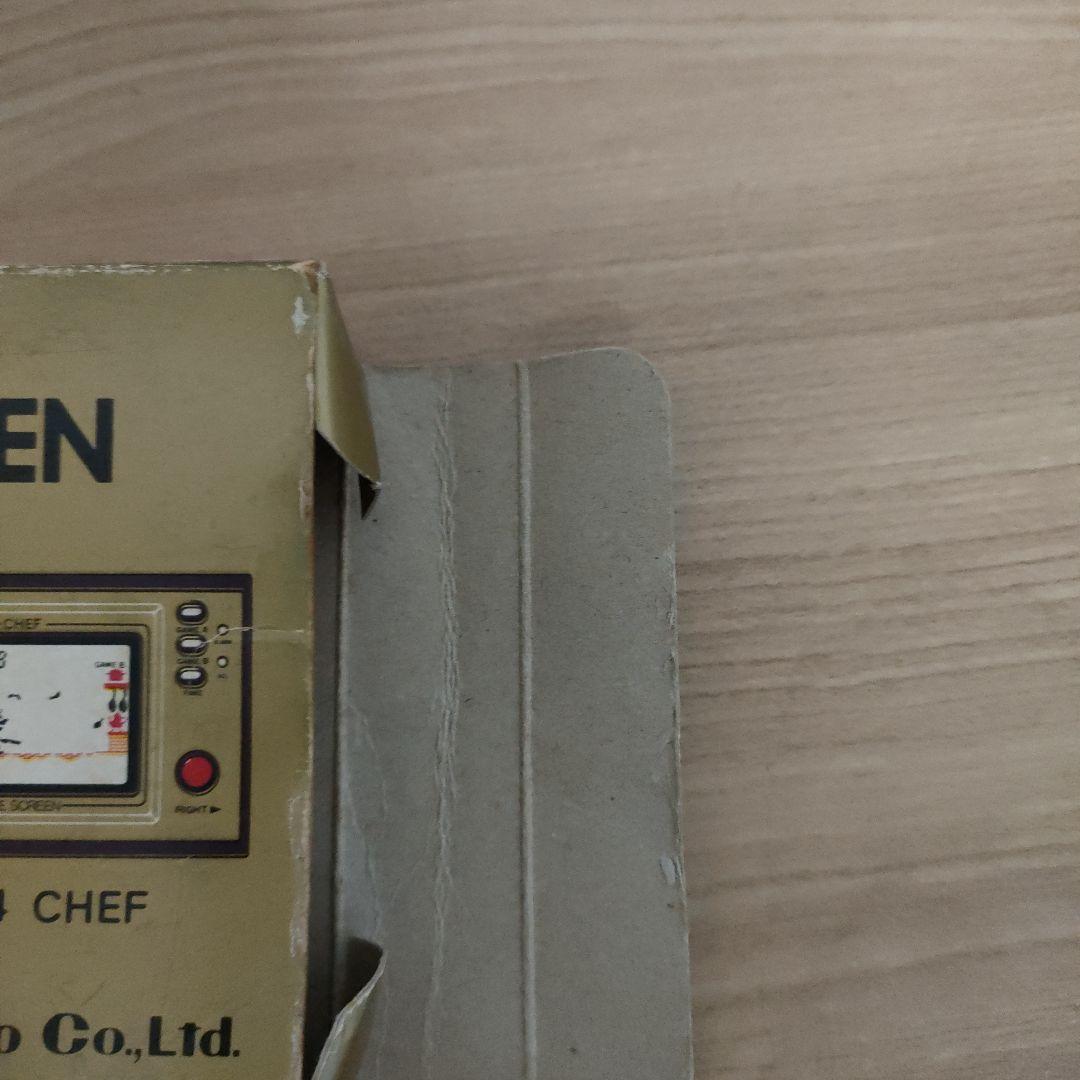 EN
CHEF
GAME A
GAME B
GAME B
TIME
E SCREEN
RIGHT ▶
4 CHEF
o Co.,Ltd.